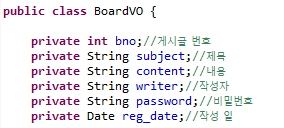 public class BoardVO {
private int bno;//게시글 번호
private String subject;//제목
private String content;//내용
private String writer;//작성자
private String password;//비밀번호
private Date reg_date;//작성 일